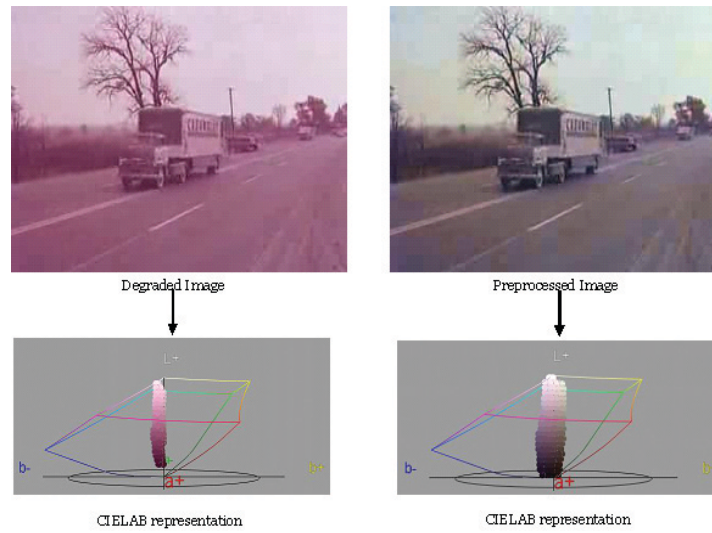 Degraded Image
Preprocessed Image
L+
b-
b+
a+
CIELAB representation
L+
b-
b
a+
CIELAB representation